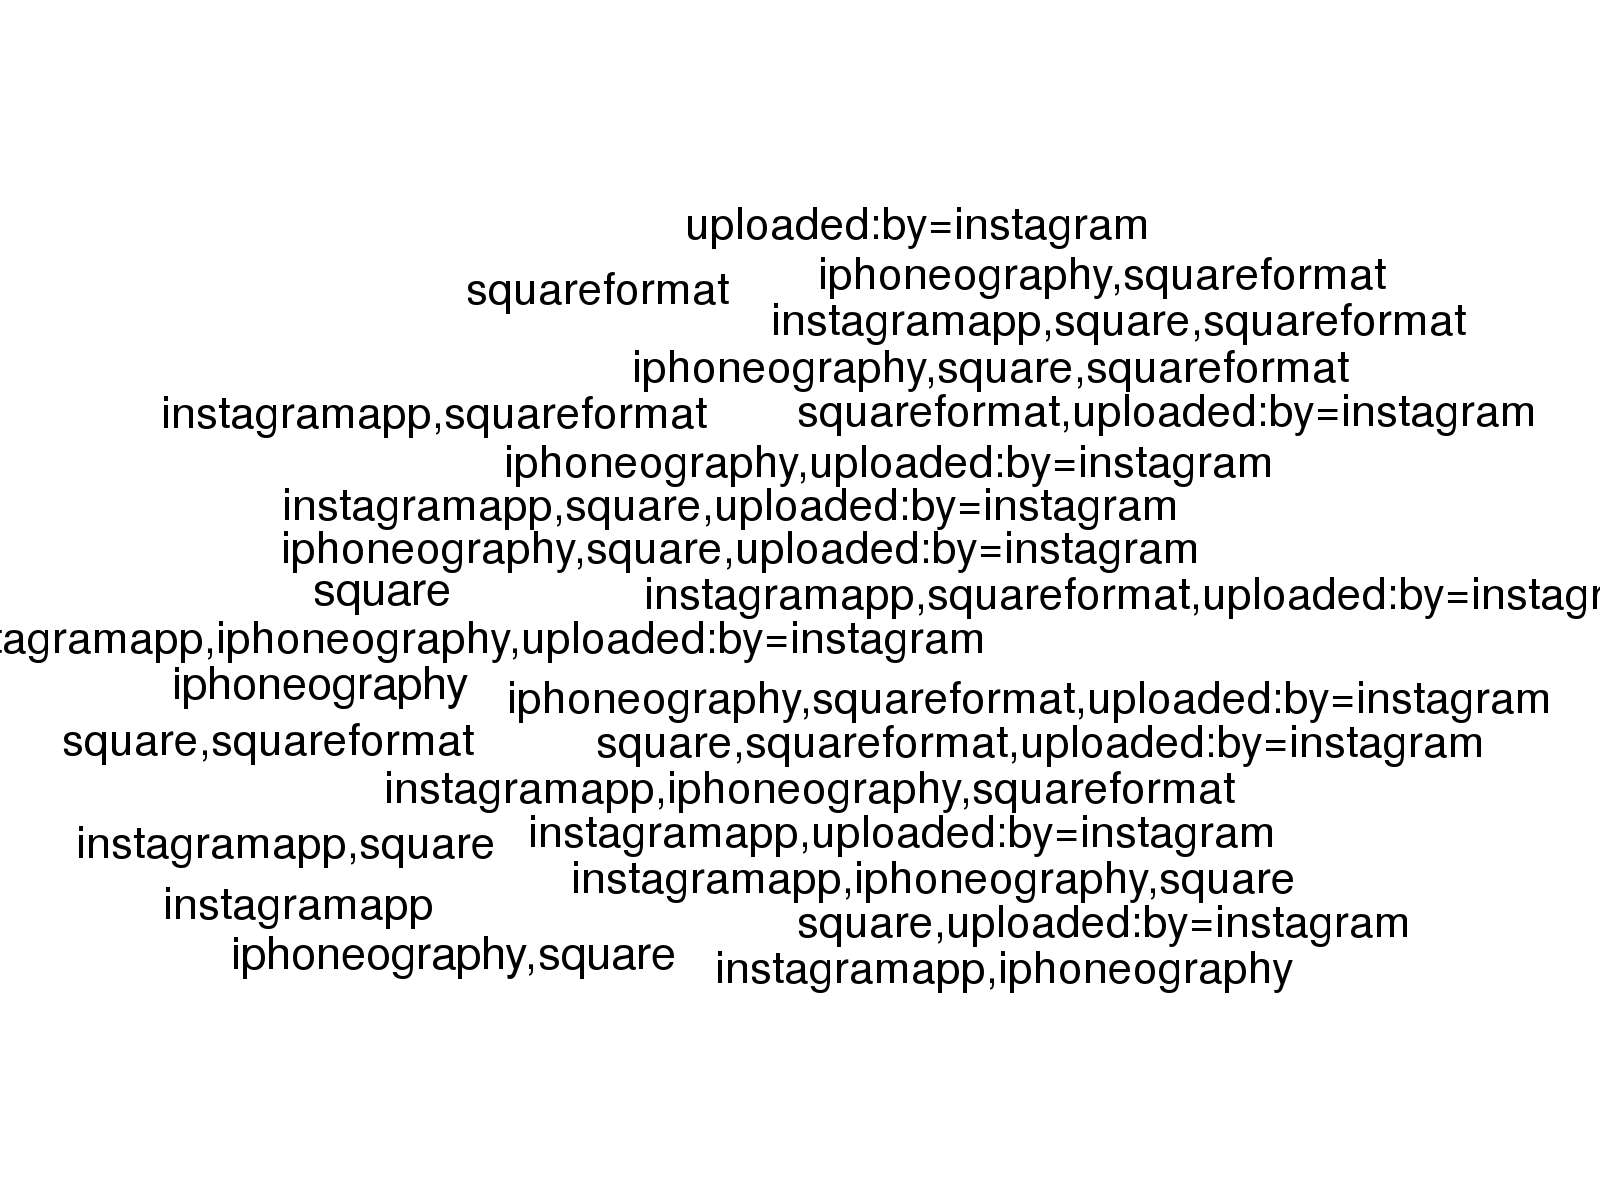 uploaded:by=instagram
squareformat
iphoneography,squareformat
instagramapp,square,squareformat
iphoneography,square,squareformat
instagramapp,squareformat
squareformat,uploaded:by=instagram
iphoneography,uploaded:by=instagram
instagramapp,square,uploaded:by=instagram
iphoneography,square,uploaded:by=instagram
square
instagramapp,squareformat,uploaded:by=instagr
tagramapp,iphoneography,uploaded:by=instagram
iphoneography
iphoneography,squareformat,uploaded:by=instagram
square,squareformat
square,squareformat,uploaded:by=instagram
instagramapp,iphoneography,squareformat
instagramapp,square
instagramapp,uploaded:by=instagram
instagramapp,iphoneography,square
instagramapp
square,uploaded:by=instagram
iphoneography,square
instagramapp,iphoneography